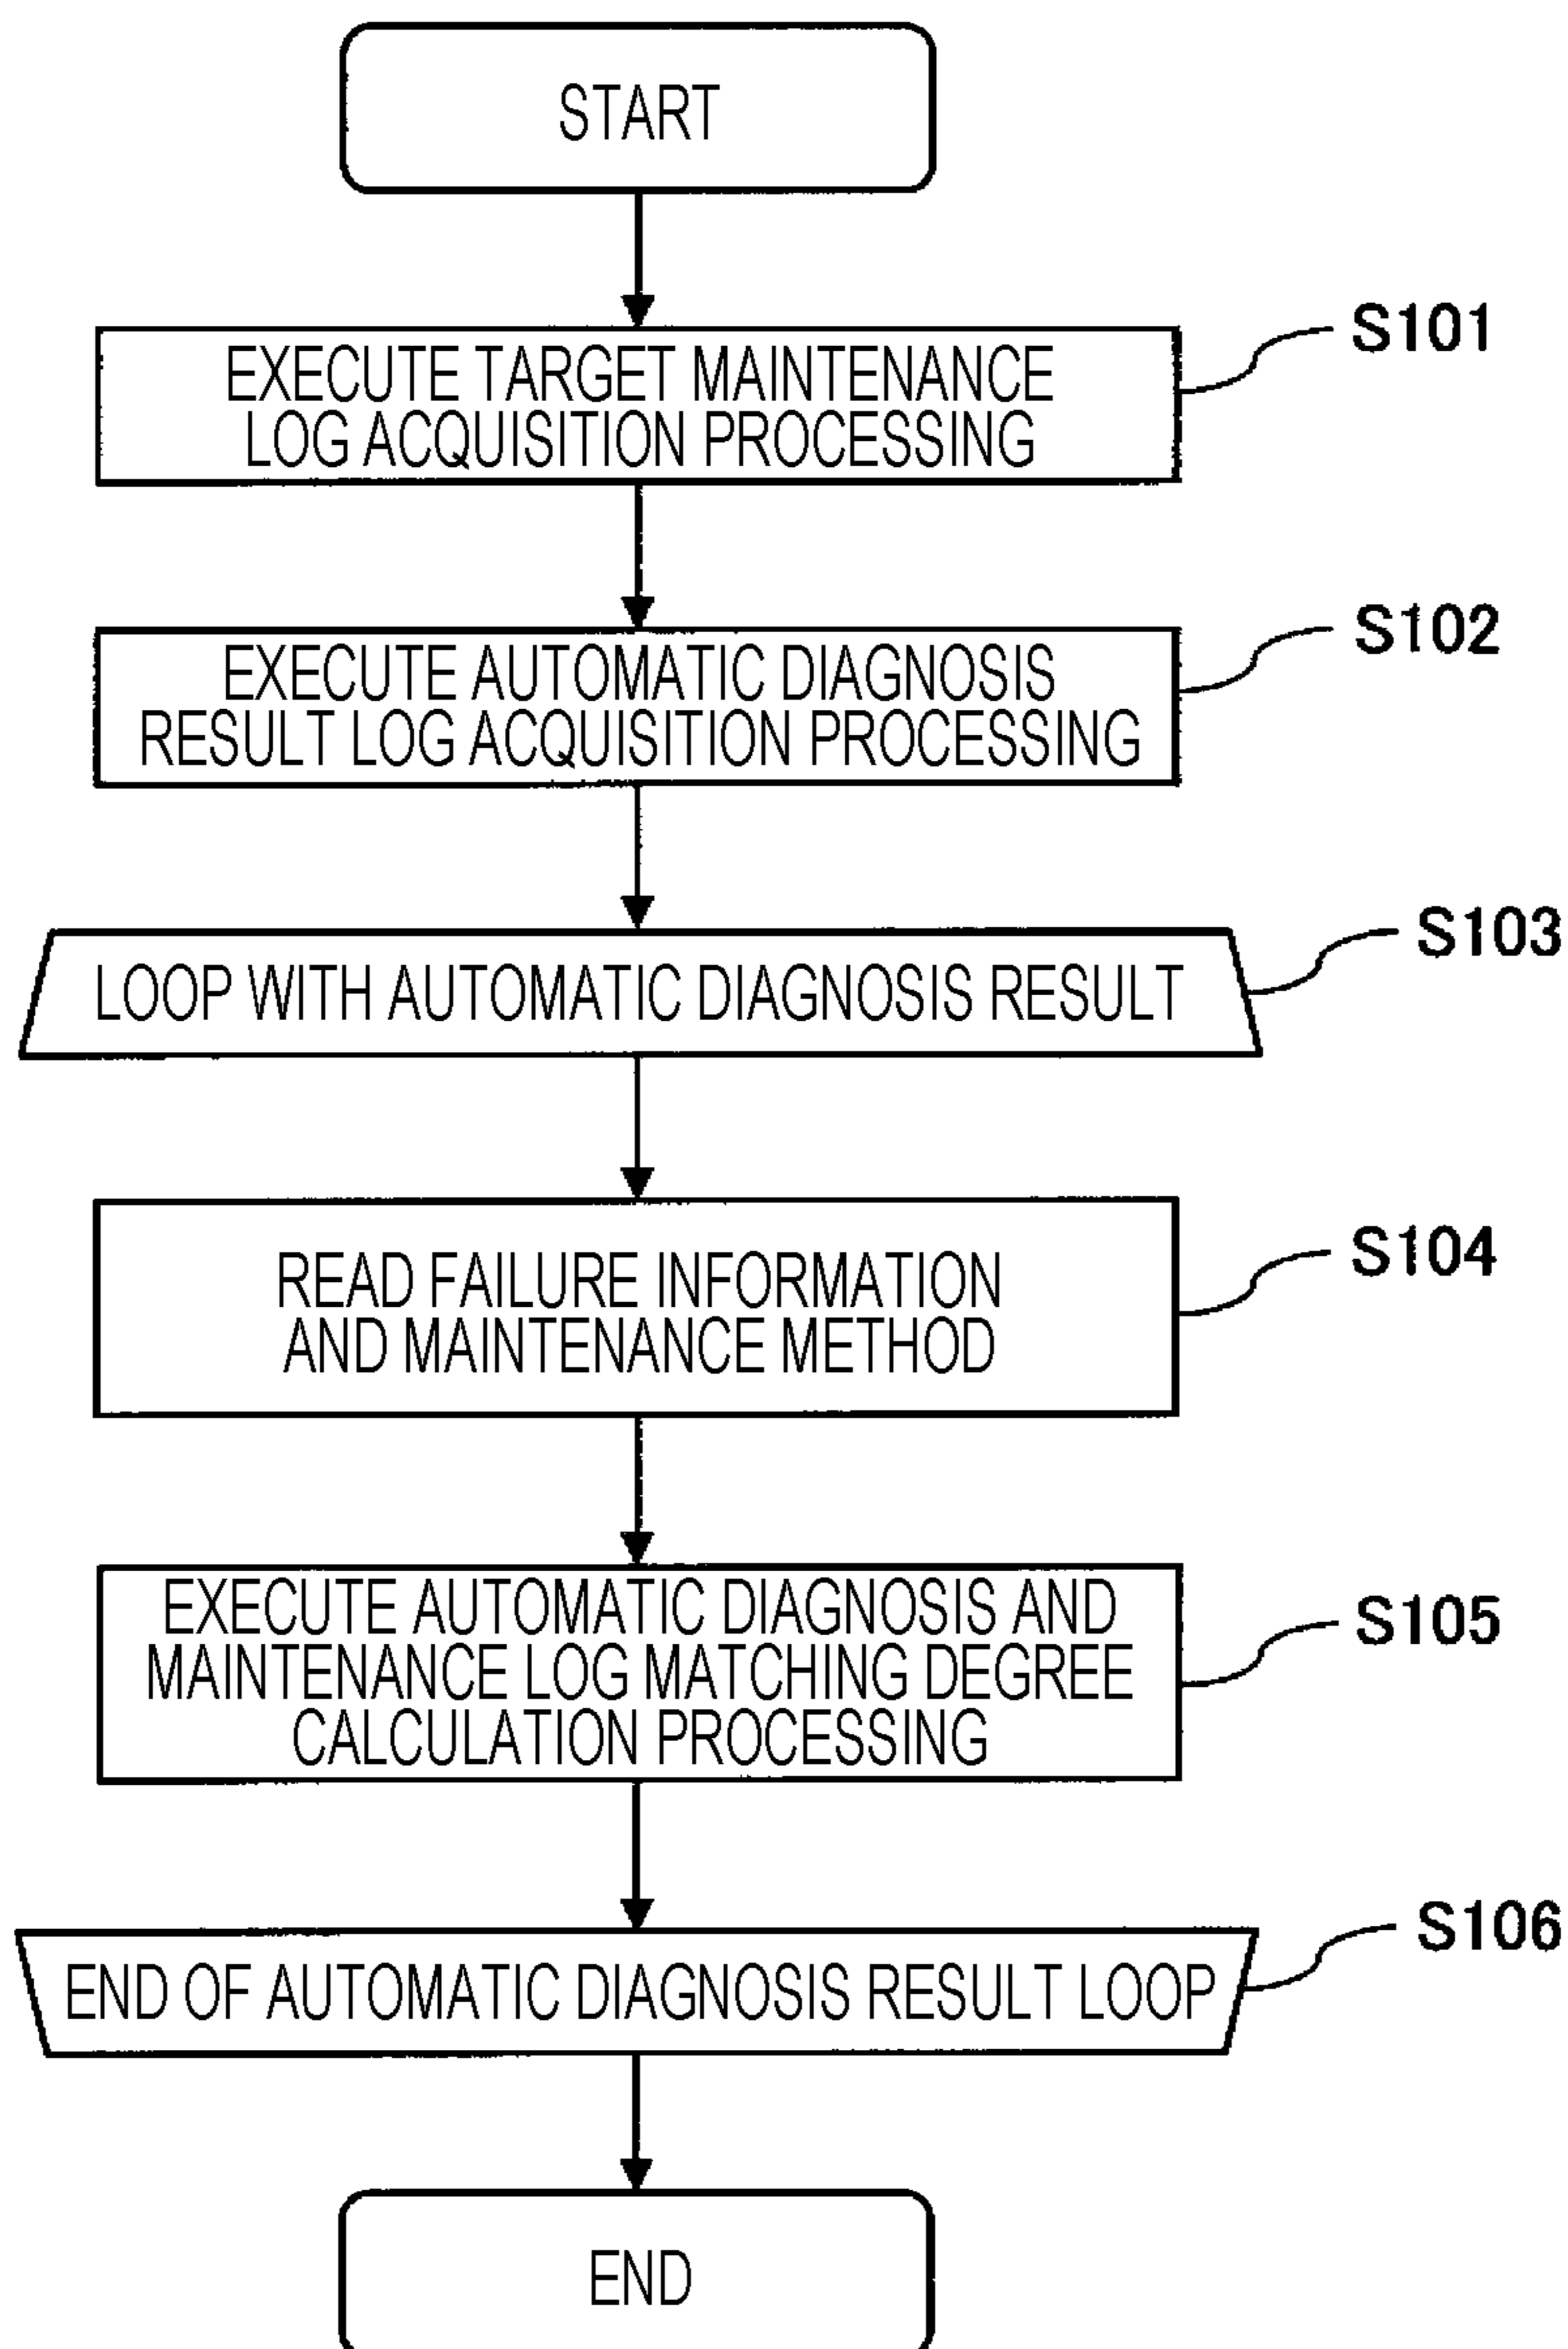 START
S101
EXECUTE TARGET MAINTENANCE
LOG ACQUISITION PROCESSING
S102
EXECUTE AUTOMATIC DIAGNOSIS
RESULT LOG ACQUISITION PROCESSING
S103
LOOP WITH AUTOMATIC DIAGNOSIS RESULT
S104
READ FAILURE INFORMATION
AND MAINTENANCE METHOD
S105
EXECUTE AUTOMATIC DIAGNOSIS AND
MAINTENANCE LOG MATCHING DEGREE
CALCULATION PROCESSING
S106
END OF AUTOMATIC DIAGNOSIS RESULT LOOP
END